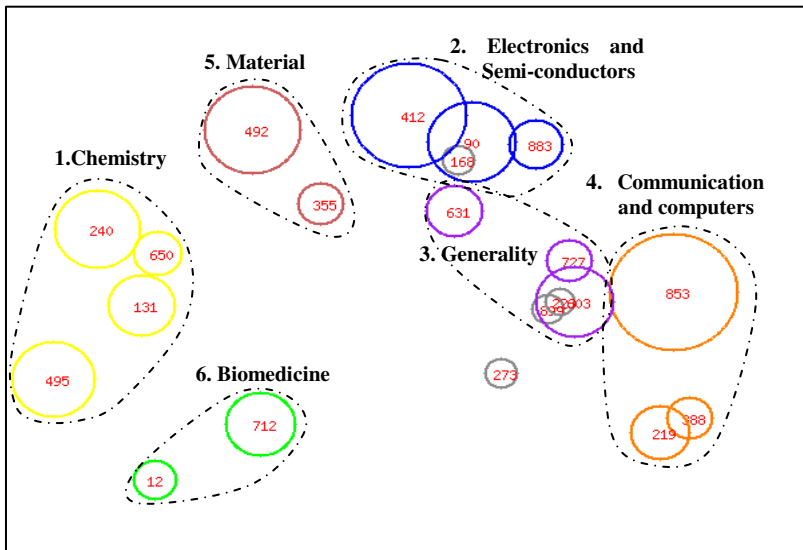 2. Electronics and
Semi-conductors
5. Material
412
492
90
883
168
1.Chemistry
4. Communication
and computers
355
631
240
650
3. Generality
727
853
131
273
495
6. Biomedicine
712
388
219
12